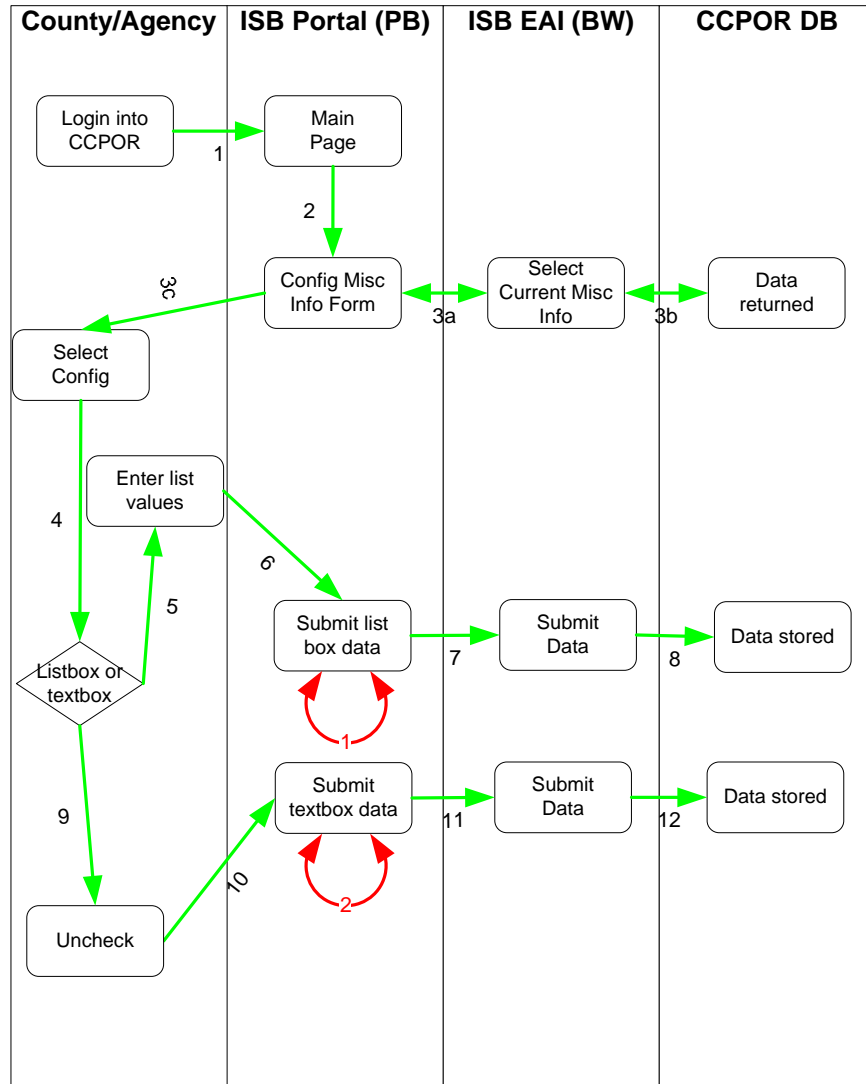 County/Agency
ISB Portal (PB)
ISB EAI (BW)
CCPOR DB
Login into
CCPOR
1
Main
Page
2
3c
Config Misc
Info Form
3a
Select
Current Misc
Info
3b
Data
returned
Select
Config
4
Enter list
values
5
6
Listbox or
textbox
Submit list
box data
7
Submit
Data
8
Data stored
1
9
Submit
textbox data
11
Submit
Data
12
Data stored
10
2
Uncheck